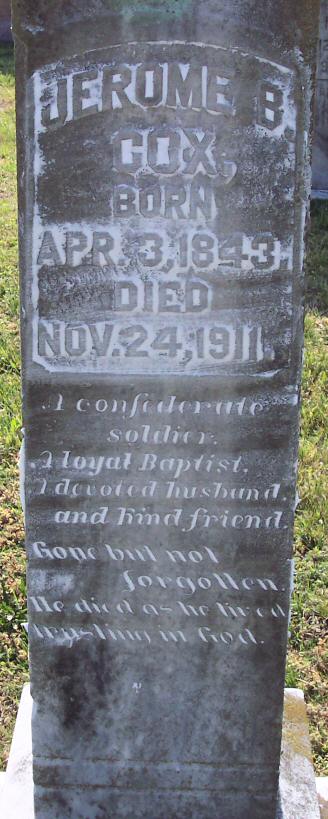 JEROME B.
COX,
BORN
APR. 3, 1843.
DIED
NOV. 24, 1911.
A confederate
soldier.
A loyal Baptist,
A devoted husband,
and kind friend.
Gone but not
forgotten.
He died as he lived
trusting in God.